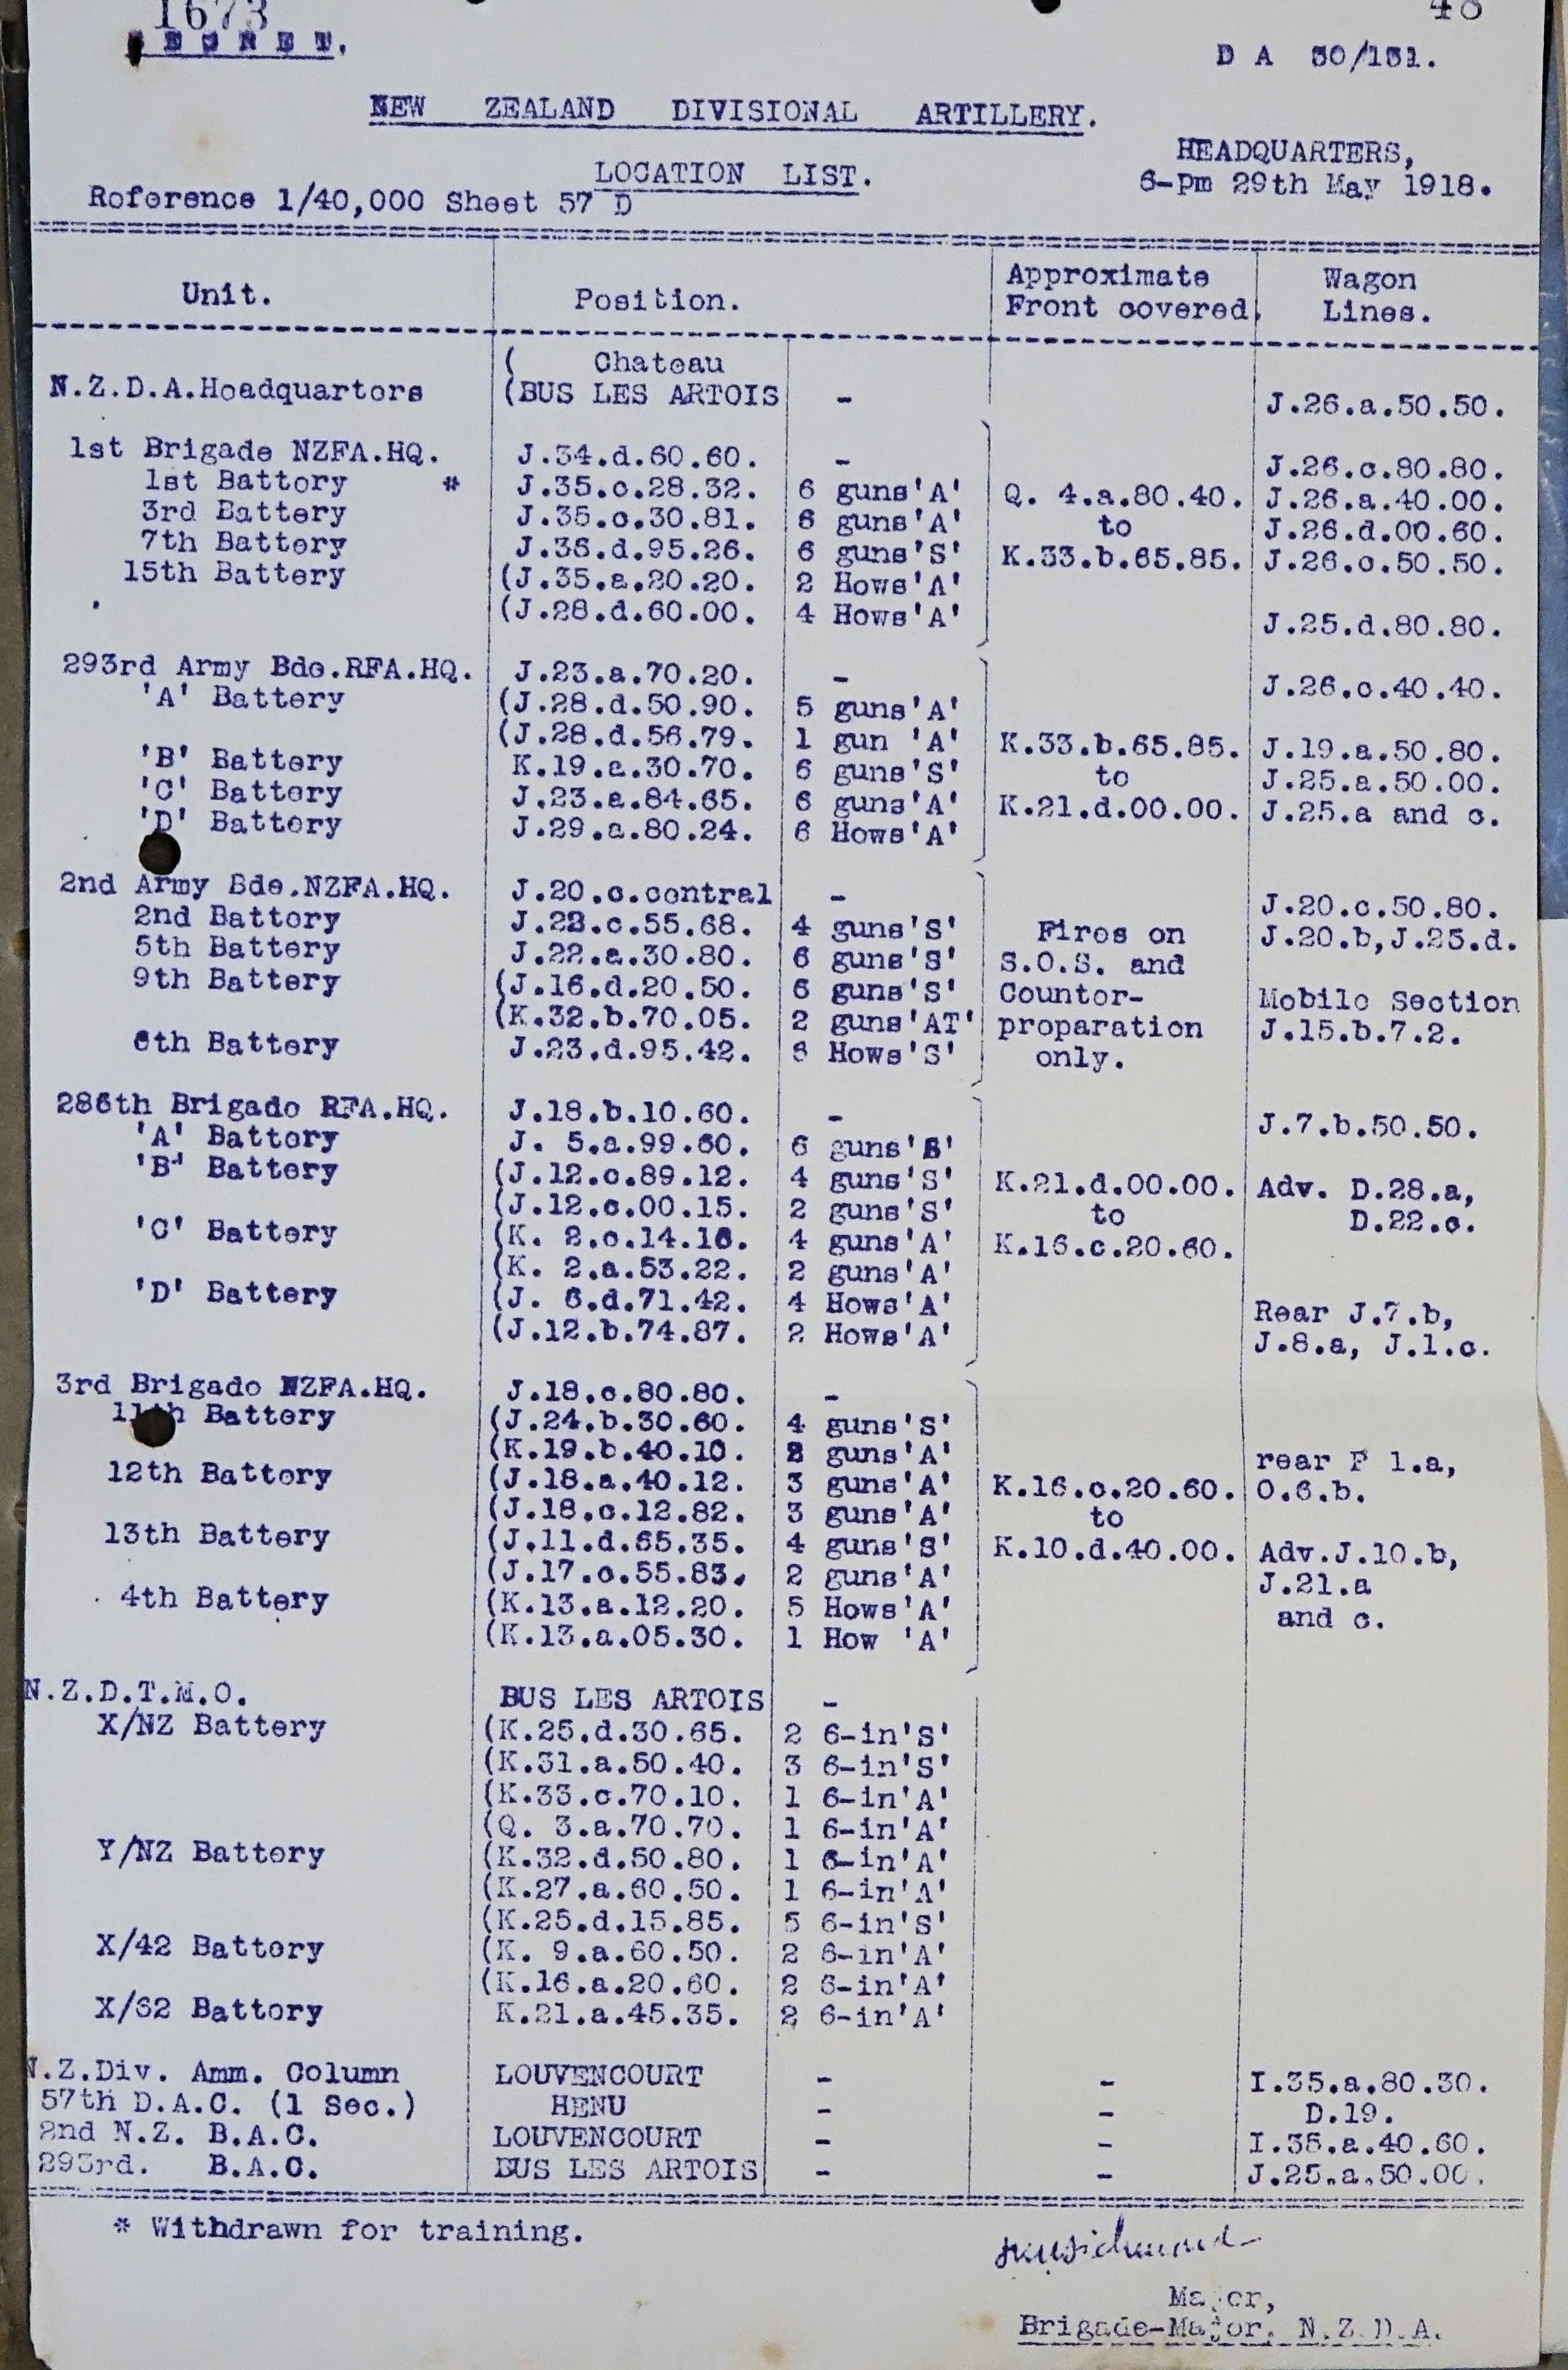 1673
48
SECRET.
D A 50/131.
NEW ZEALAND DIVISIONAL ARTILLERY.
HEADQUARTERS,
LOCATION LIST.
6-pm 29th May 1918.
Reference 1/40,000 Sheet 57 D
Unit. Position. Approximate Front covered. Wagon Lines.
( Chateau
N.Z.D.A.Headquarters (BUS LES ARTOIS - J.26.a.50.50.
1st Brigade NZFA.HQ. J.34.d.60.60. - J.26.c.80.80.
1st Battery * J.35.c.28.32. 6 guns'A' Q. 4.a.80.40. J.26.a.40.00.
3rd Battery J.35.c.30.81. 6 guns'A' to J.26.d.00.60.
7th Battery J.36.d.95.26. 6 guns'S' K.33.b.65.85. J.26.c.50.50.
15th Battery (J.35.a.20.20. 2 Hows'A'
(J.28.d.60.00. 4 Hows'A' J.25.d.80.80.
293rd Army Bde.RFA.HQ. J.23.a.70.20. - J.26.c.40.40.
'A' Battery (J.28.d.50.90. 5 guns'A'
(J.28.d.56.79. 1 gun 'A' K.33.b.65.85. J.19.a.50.80.
'B' Battery K.19.a.30.70. 6 guns'S' to J.25.a.50.00.
'C' Battery J.23.a.84.65. 6 guns'A' K.21.d.00.00. J.25.a and c.
'D' Battery J.29.a.80.24. 6 Hows'A'
2nd Army Bde.NZFA.HQ. J.20.c.central - J.20.c.50.80.
2nd Battery J.22.c.55.68. 4 guns'S' Fires on J.20.b,J.25.d.
5th Battery J.22.a.30.80. 6 guns'S' S.O.S. and
9th Battery (J.16.d.20.50. 6 guns'S' Counter- Mobile Section
(K.32.b.70.05. 2 guns'AT' preparation J.15.b.7.2.
6th Battery J.23.d.95.42. 6 Hows'S' only.
286th Brigade RFA.HQ. J.18.b.10.60. - J.7.b.50.50.
'A' Battery J. 5.a.99.60. 6 guns'S'
'B' Battery (J.12.c.89.12. 4 guns'S' K.21.d.00.00. Adv. D.28.a,
(J.12.c.00.15. 2 guns'S' to D.22.c.
'C' Battery (K. 2.c.14.16. 4 guns'A' K.16.c.20.60.
(K. 2.a.53.22. 2 guns'A'
'D' Battery (J. 6.d.71.42. 4 Hows'A' Rear J.7.b,
(J.12.b.74.87. 2 Hows'A' J.8.a, J.1.c.
3rd Brigade NZFA.HQ. J.18.c.80.80. -
11th Battery (J.24.b.30.60. 4 guns'S'
(K.19.b.40.10. 2 guns'A' rear P 1.a,
12th Battery (J.18.a.40.12. 3 guns'A' K.16.c.20.60. O.6.b.
(J.18.c.12.82. 3 guns'A' to
13th Battery (J.11.d.65.35. 4 guns'S' K.10.d.40.00. Adv.J.10.b,
(J.17.c.55.83. 2 guns'A' J.21.a
4th Battery (K.13.a.12.20. 5 Hows'A' and c.
(K.13.a.05.30. 1 How 'A'
N.Z.D.T.M.O. BUS LES ARTOIS -
X/NZ Battery (K.25.d.30.65. 2 6-in'S'
(K.31.a.50.40. 3 6-in'S'
(K.33.c.70.10. 1 6-in'A'
(Q. 3.a.70.70. 1 6-in'A'
Y/NZ Battery (K.32.d.50.80. 1 6-in'A'
(K.27.a.60.50. 1 6-in'A'
(K.25.d.15.85. 5 6-in'S'
X/42 Battery (K. 9.a.60.50. 2 6-in'A'
(K.16.a.20.60. 2 6-in'A'
X/62 Battery K.21.a.45.35. 2 6-in'A'
N.Z.Div. Amm. Column LOUVENCOURT - - I.35.a.80.30.
57th D.A.C. (1 Sec.) HENU - - D.19.
2nd N.Z. B.A.C. LOUVENCOURT - - I.35.a.40.60.
293rd. B.A.C. BUS LES ARTOIS - - J.25.a.50.00.
* Withdrawn for training.
Major,
Brigade-Major, N.Z.D.A.